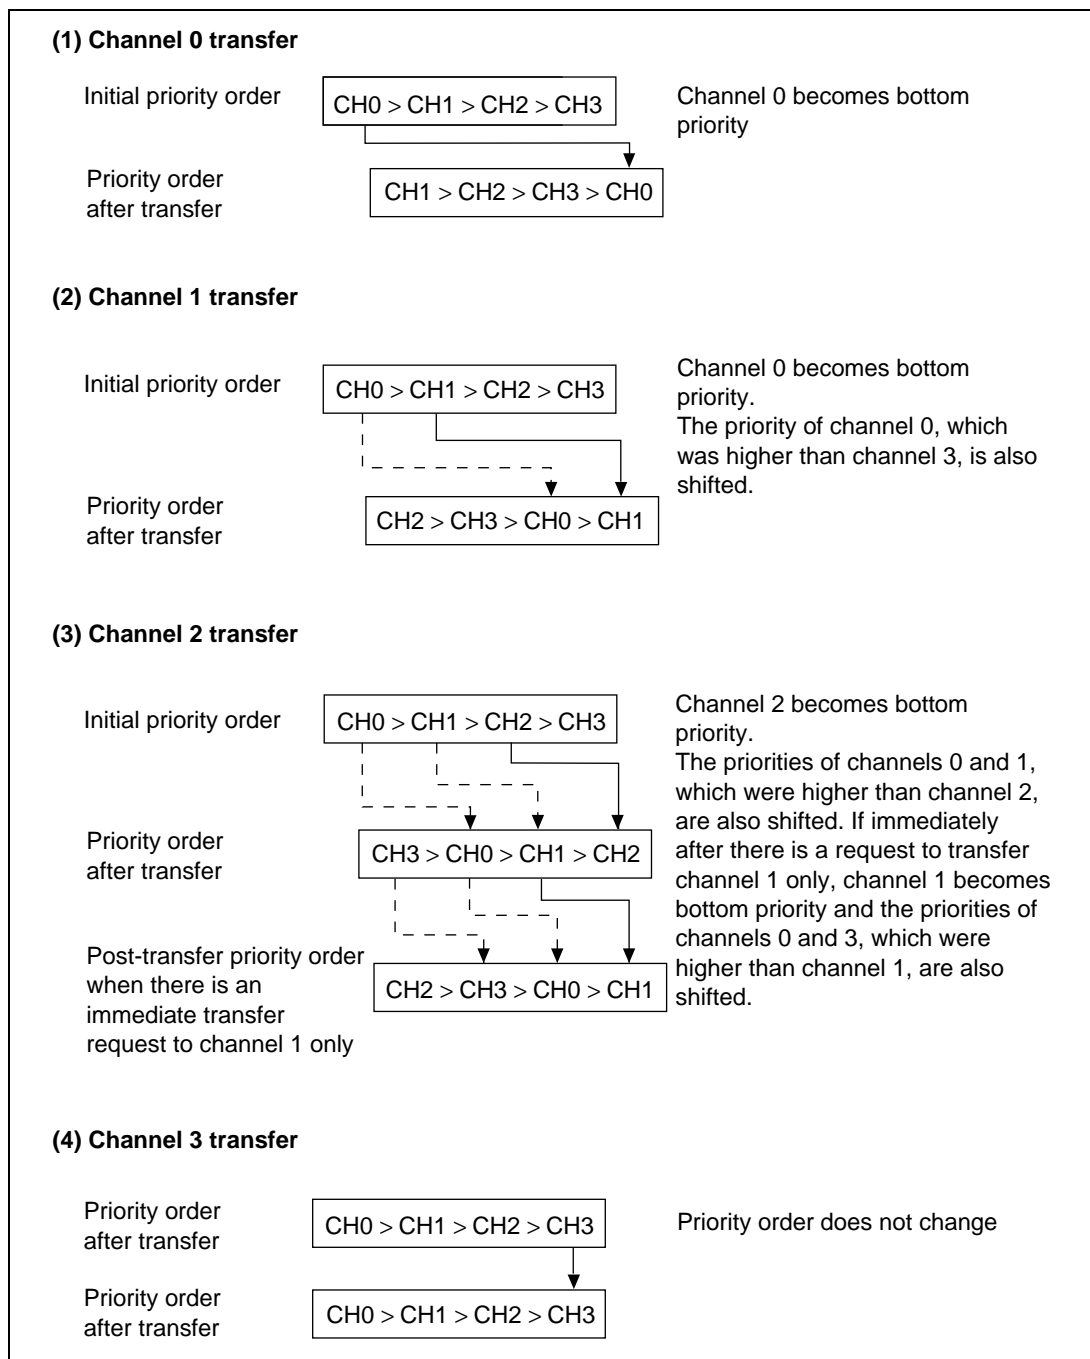 (1) Channel 0 transfer
Initial priority order
CH0 > CH1 > CH2 > CH3
Channel 0 becomes bottom
priority
Priority order
after transfer
CH1 > CH2 > CH3 > CH0
(2) Channel 1 transfer
Initial priority order
CH0 > CH1 > CH2 > CH3
Channel 0 becomes bottom
priority.
The priority of channel 0, which
was higher than channel 3, is also
shifted.
Priority order
after transfer
CH2 > CH3 > CH0 > CH1
(3) Channel 2 transfer
Initial priority order
CH0 > CH1 > CH2 > CH3
Channel 2 becomes bottom
priority.
The priorities of channels 0 and 1,
which were higher than channel 2,
are also shifted. If immediately
after there is a request to transfer
channel 1 only, channel 1 becomes
bottom priority and the priorities of
channels 0 and 3, which were
higher than channel 1, are also
shifted.
Priority order
after transfer
CH3 > CH0 > CH1 > CH2
Post-transfer priority order
when there is an
immediate transfer
request to channel 1 only
CH2 > CH3 > CH0 > CH1
(4) Channel 3 transfer
Priority order
after transfer
CH0 > CH1 > CH2 > CH3
Priority order does not change
Priority order
after transfer
CH0 > CH1 > CH2 > CH3